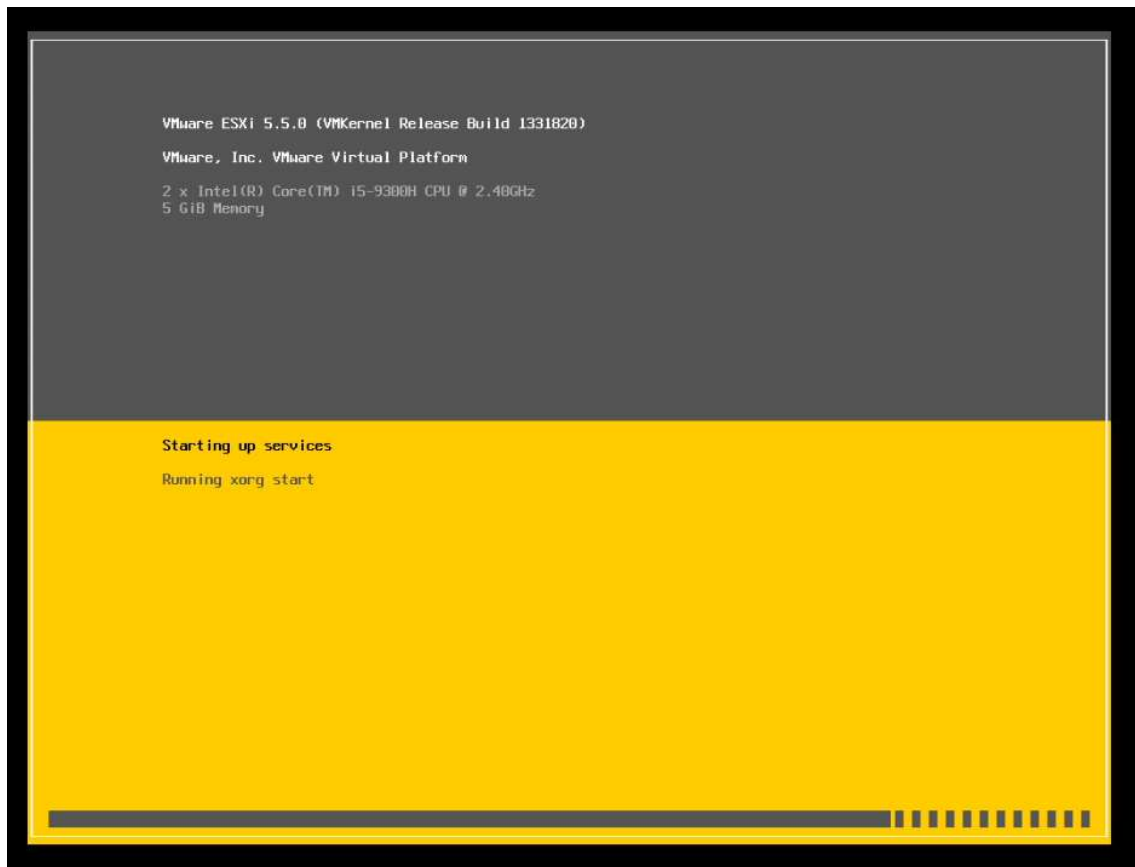 VMware ESXi 5.5.0 (VMKernel Release Build 1331820)
VMware, Inc. VMware Virtual Platform
2 x Intel(R) Core(TM) i5-9300H CPU @ 2.40GHz
5 GiB Memory
Starting up services
Running xorg start